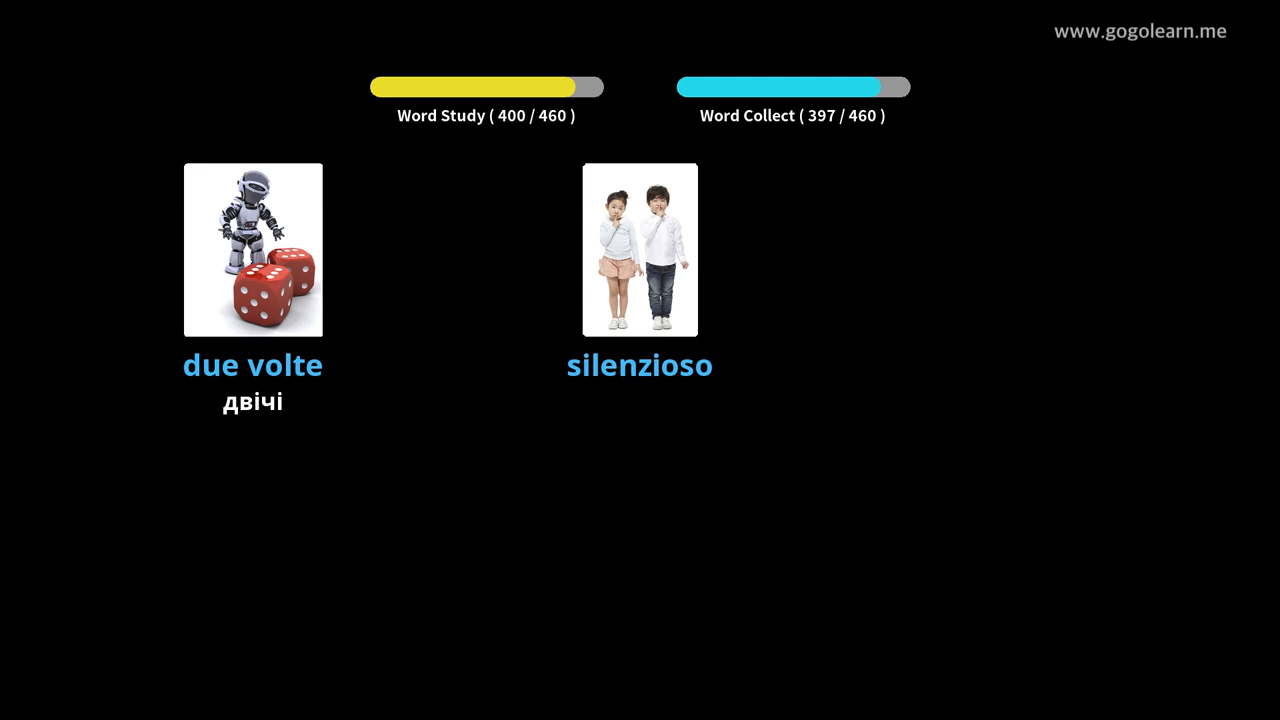 www.gogolearn.me
Word Study ( 400 / 460 )
Word Collect ( 397 / 460 )
due volte
двічі
silenzioso